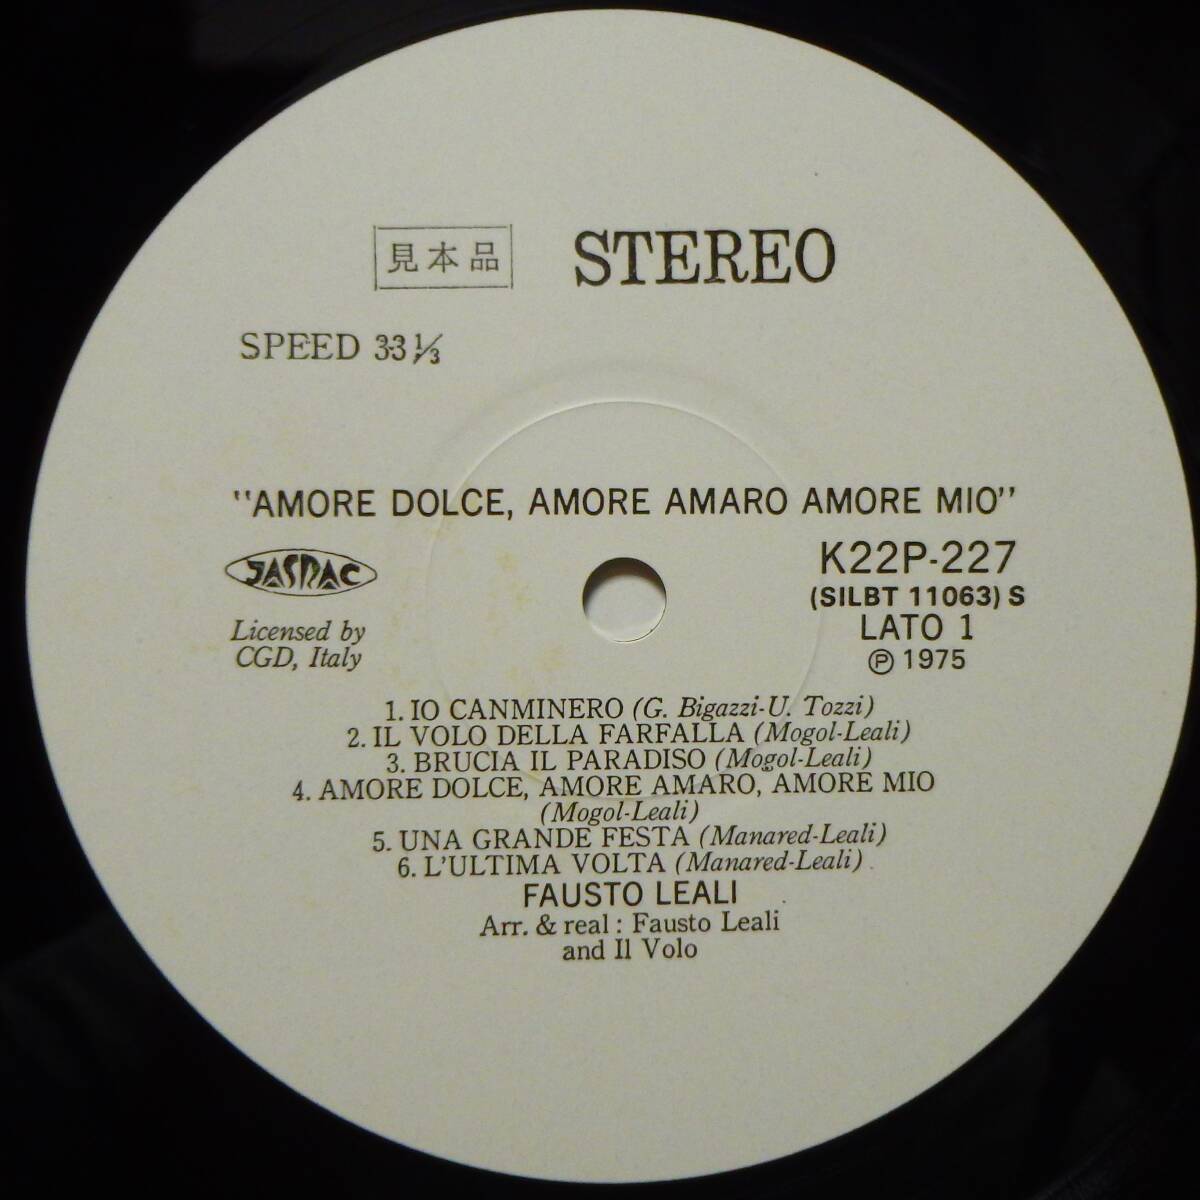 見本品
STEREO
SPEED 33 1/3
"AMORE DOLCE, AMORE AMARO AMORE MIO"
JASRAC
Licensed by
CGD, Italy
K22P-227
(SILBT 11063) S
LATO 1
Ⓟ 1975
1. IO CANMINERO (G. Bigazzi-U. Tozzi)
2. IL VOLO DELLA FARFALLA (Mogol-Leali)
3. BRUCIA IL PARADISO (Mogol-Leali)
4. AMORE DOLCE, AMORE AMARO, AMORE MIO
(Mogol-Leali)
5. UNA GRANDE FESTA (Manared-Leali)
6. L'ULTIMA VOLTA (Manared-Leali)
FAUSTO LEALI
Arr. & real : Fausto Leali
and Il Volo